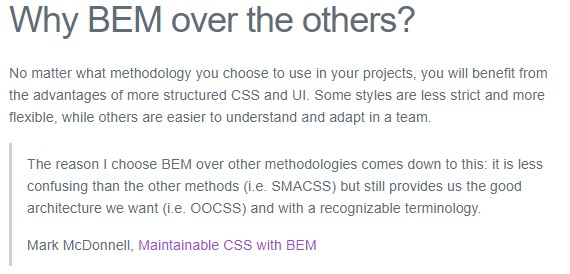 Why BEM over the others?
No matter what methodology you choose to use in your projects, you will benefit from
the advantages of more structured CSS and UI. Some styles are less strict and more
flexible, while others are easier to understand and adapt in a team.
The reason I choose BEM over other methodologies comes down to this: it is less
confusing than the other methods (i.e. SMACSS) but still provides us the good
architecture we want (i.e. OOCSS) and with a recognizable terminology.
Mark McDonnell, Maintainable CSS with BEM